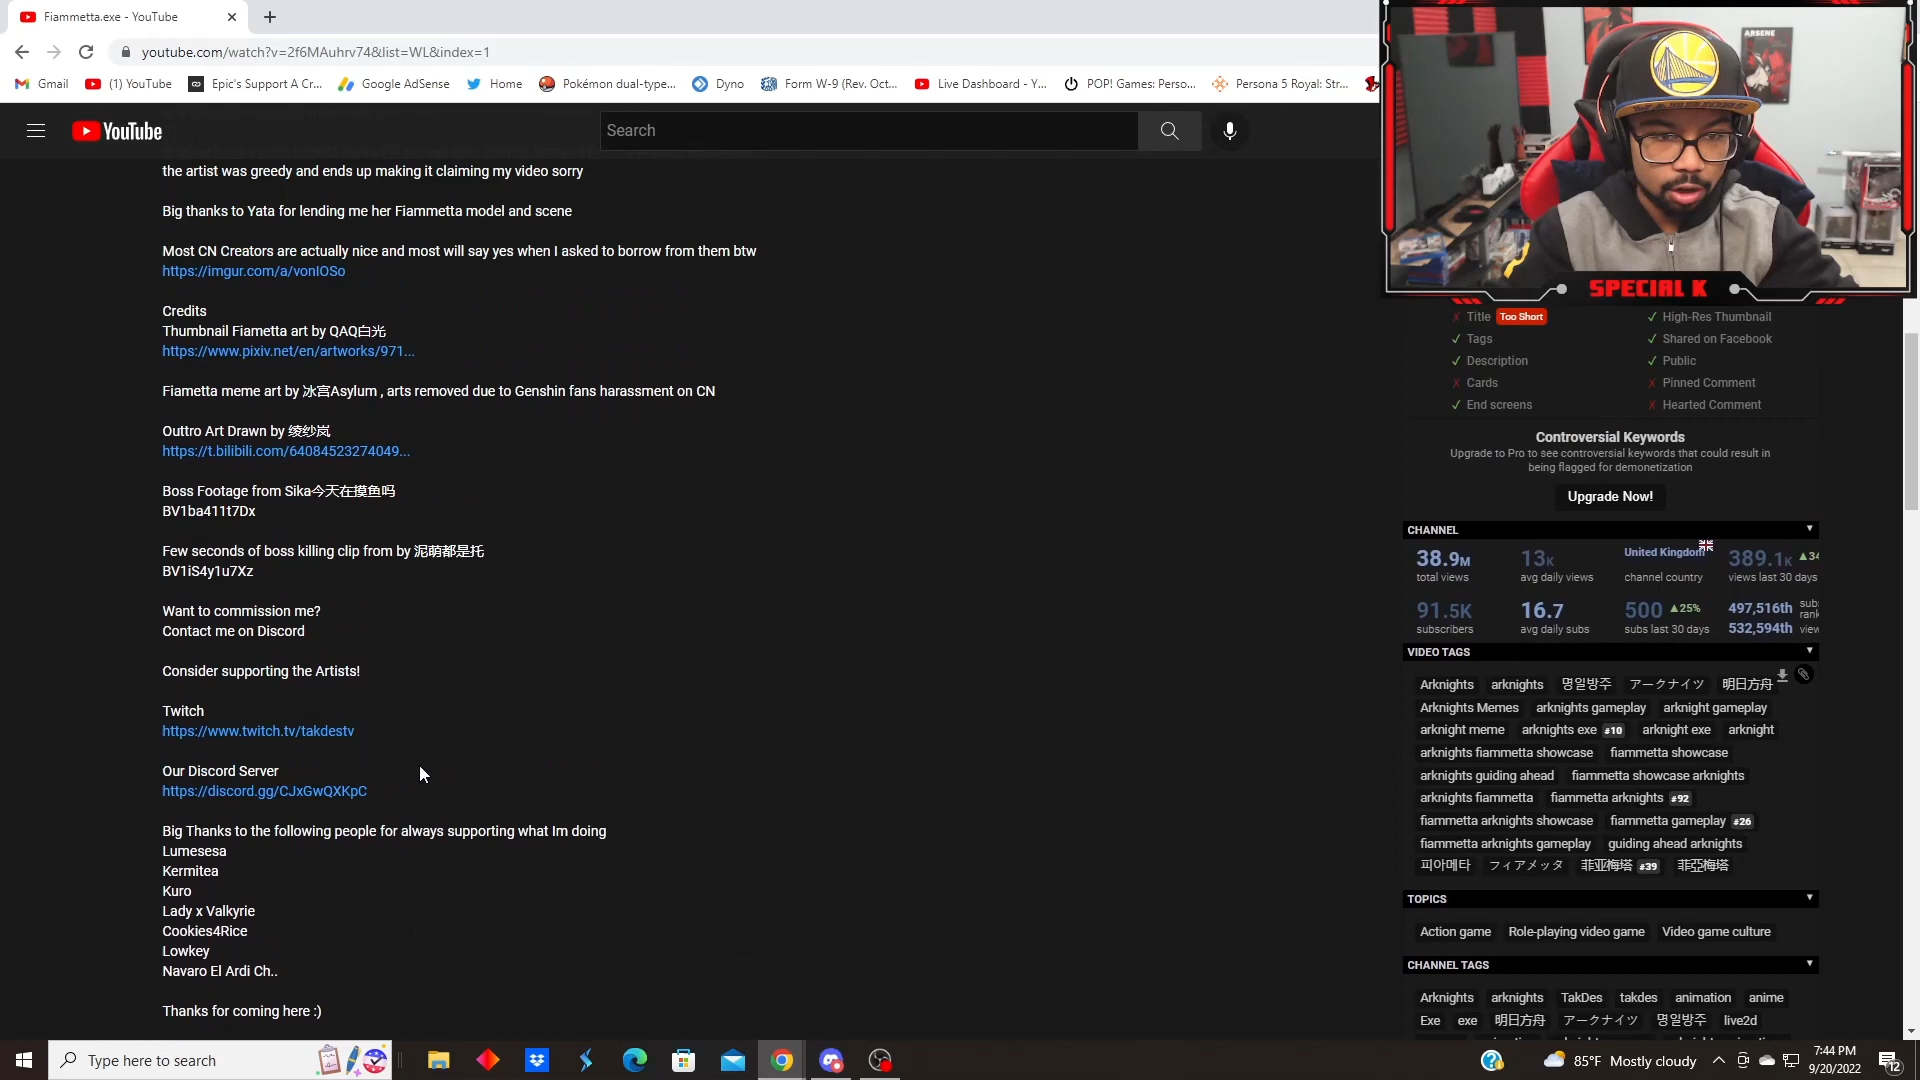 Fiammetta.exe - YouTube
youtube.com/watch?v=2f6MAuhrv74&list=WL&index=1
Gmail
(1) YouTube
Epic's Support A Cr...
Google AdSense
Home
Pokémon dual-type...
Dyno
Form W-9 (Rev. Oct...
Live Dashboard - Y...
POP! Games: Perso...
Persona 5 Royal: Str...
ARSENE
WARRIORS
SPECIAL K
YouTube
Search
the artist was greedy and ends up making it claiming my video sorry
Big thanks to Yata for lending me her Fiammetta model and scene
Most CN Creators are actually nice and most will say yes when I asked to borrow from them btw
https://imgur.com/a/vonIOSo
Credits
Thumbnail Fiametta art by QAQ白光
https://www.pixiv.net/en/artworks/971...
Fiametta meme art by 冰宫Asylum , arts removed due to Genshin fans harassment on CN
Outtro Art Drawn by 绫纱岚
https://t.bilibili.com/64084523274049...
Boss Footage from Sika今天在摸鱼吗
BV1ba411t7Dx
Few seconds of boss killing clip from by 泥萌都是托
BV1iS4y1u7Xz
Want to commission me?
Contact me on Discord
Consider supporting the Artists!
Twitch
https://www.twitch.tv/takdestv
Our Discord Server
https://discord.gg/CJxGwQXKpC
Big Thanks to the following people for always supporting what Im doing
Lumesesa
Kermitea
Kuro
Lady x Valkyrie
Cookies4Rice
Lowkey
Navaro El Ardi Ch..
Thanks for coming here :)
Title Too Short
High-Res Thumbnail
Tags
Shared on Facebook
Description
Public
Cards
Pinned Comment
End screens
Hearted Comment
Controversial Keywords
Upgrade to Pro to see controversial keywords that could result in
being flagged for demonetization
Upgrade Now!
CHANNEL
38.9M
total views
13K
avg daily views
United Kingdom
channel country
389.1K ▲34
views last 30 days
91.5K
subscribers
16.7
avg daily subs
500 ▲25%
subs last 30 days
497,516th subs rank
532,594th view
VIDEO TAGS
Arknights arknights 명일방주 アークナイツ 明日方舟
Arknights Memes arknights gameplay arknight gameplay
arknight meme arknights exe #10 arknight exe arknight
arknights fiammetta showcase fiammetta showcase
arknights guiding ahead fiammetta showcase arknights
arknights fiammetta fiammetta arknights #92
fiammetta arknights showcase fiammetta gameplay #26
fiammetta arknights gameplay guiding ahead arknights
피아메타 フィアメッタ 菲亚梅塔 #39 菲亞梅塔
TOPICS
Action game Role-playing video game Video game culture
CHANNEL TAGS
Arknights arknights TakDes takdes animation anime
Exe exe 明日方舟 アークナイツ 명일방주 live2d
Type here to search
85°F Mostly cloudy
7:44 PM
9/20/2022
12